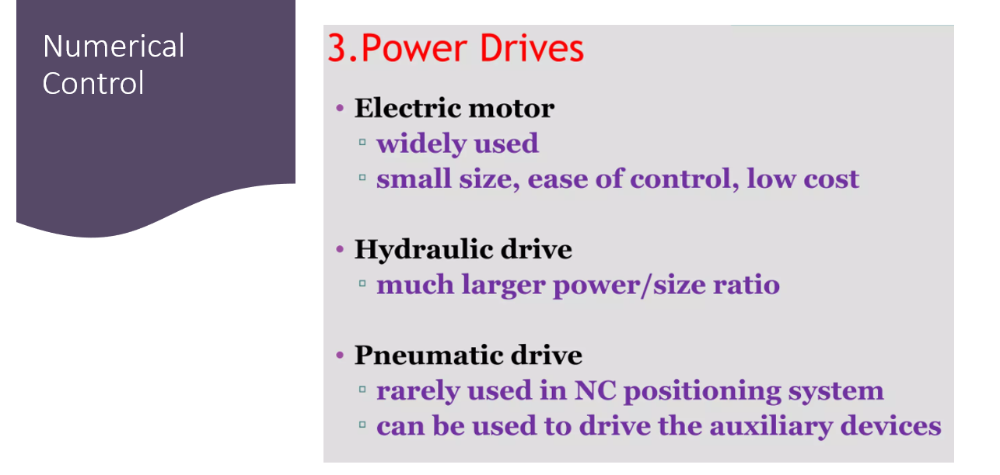 Numerical
Control
3.Power Drives
• Electric motor
▫ widely used
▫ small size, ease of control, low cost
• Hydraulic drive
▫ much larger power/size ratio
• Pneumatic drive
▫ rarely used in NC positioning system
▫ can be used to drive the auxiliary devices